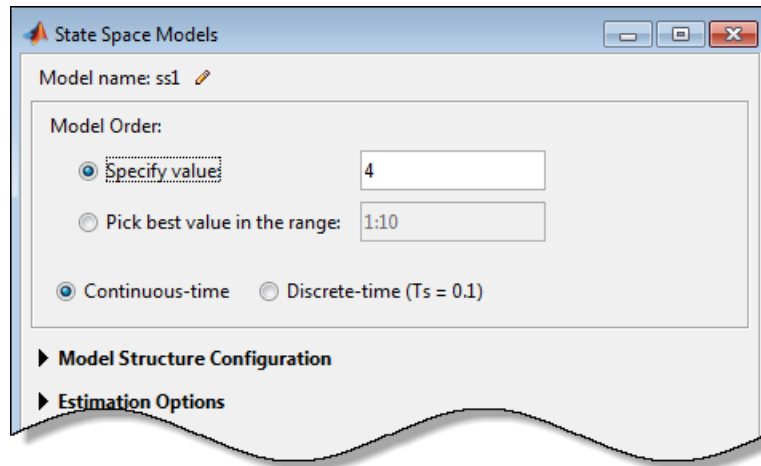 State Space Models
Model name: ss1
Model Order:
Specify value: 4
Pick best value in the range: 1:10
Continuous-time Discrete-time (Ts = 0.1)
Model Structure Configuration
Estimation Options